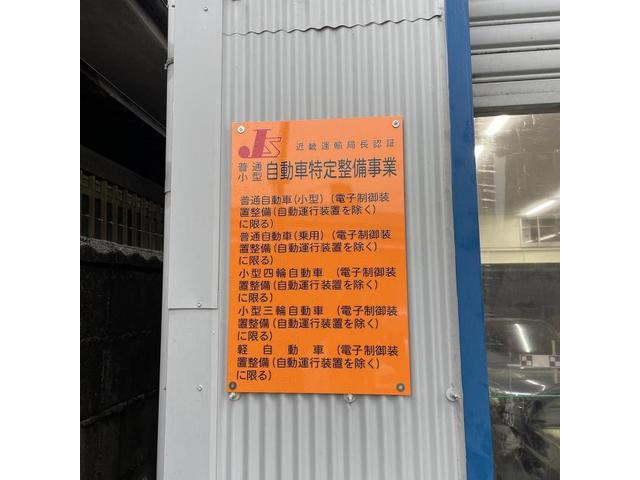 JS 近畿運輸局長認証
普通
小型 自動車特定整備事業
普通自動車(小型)(電子制御装
置整備(自動運行装置を除く)
に限る)
普通自動車(乗用)(電子制御装
置整備(自動運行装置を除く)
に限る)
小型四輪自動車 (電子制御装
置整備(自動運行装置を除く)
に限る)
小型三輪自動車 (電子制御装
置整備(自動運行装置を除く)
に限る)
軽自動車 (電子制御装
置整備(自動運行装置を除く)
に限る)